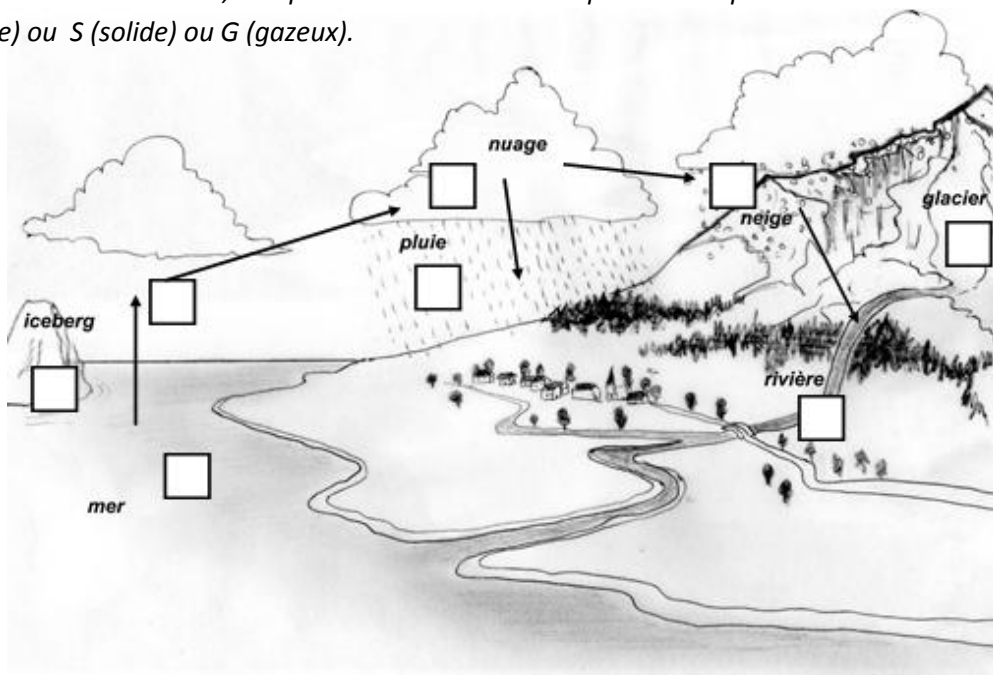 e) ou S (solide) ou G (gazeux).
nuage
neige
glacier
pluie
iceberg
rivière
mer